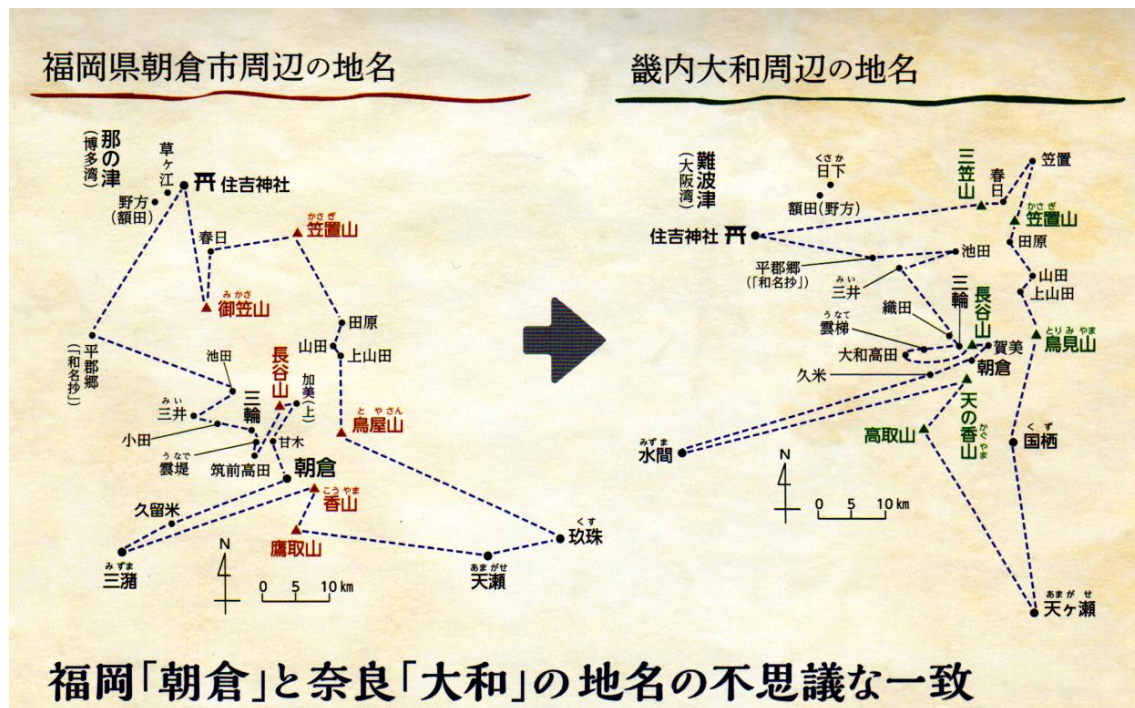 福岡県朝倉市周辺の地名
那の津
(博多湾)
草ヶ江
住吉神社
野方
(額田)
春日
かさぎ
笠置山
みかさ
御笠山
田原
山田
上山田
平郡郷
(「和名抄」)
池田
長谷山
加美(上)
みい
三井
三輪
小田
うなで
雲堤
甘木
筑前高田
朝倉
とやさん
鳥屋山
こうやま
香山
久留米
鷹取山
くす
玖珠
みずま
三潴
あまがせ
天瀬
N
0 5 10km
畿内大和周辺の地名
難波津
(大阪湾)
くさか
日下
額田(野方)
三笠山
春日
笠置
かさぎ
笠置山
住吉神社
田原
池田
平郡郷
(「和名抄」)
みい
三井
山田
上山田
織田
三輪
長谷山
うなて
雲梯
賀美
とりみやま
鳥見山
大和高田
朝倉
久米
天の香山
かぐやま
高取山
みずま
水間
くず
国栖
N
0 5 10km
あまがせ
天ヶ瀬
福岡「朝倉」と奈良「大和」の地名の不思議な一致